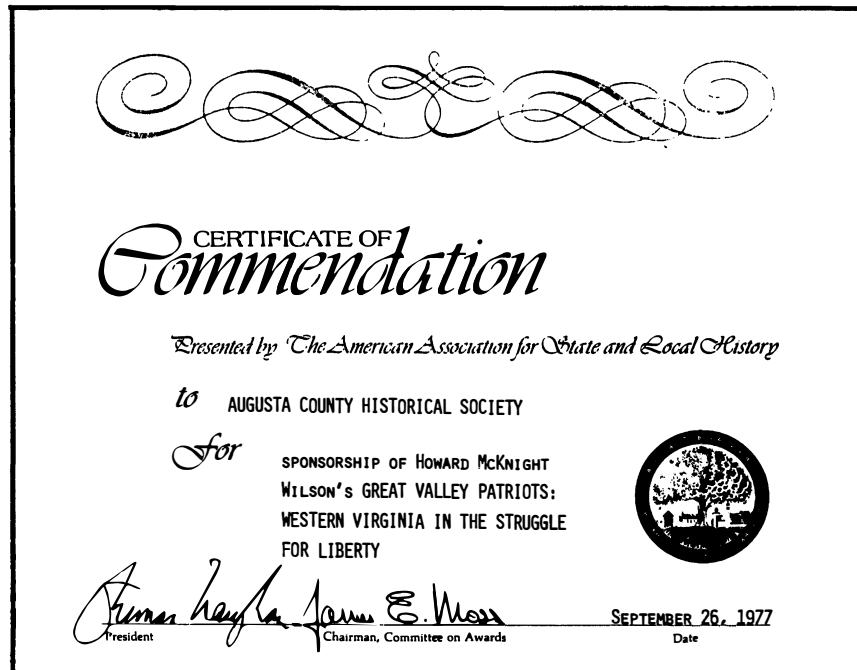 CERTIFICATE OF
Commendation
Presented by The American Association for State and Local History
to AUGUSTA COUNTY HISTORICAL SOCIETY
For SPONSORSHIP OF HOWARD MCKNIGHT
WILSON'S GREAT VALLEY PATRIOTS:
WESTERN VIRGINIA IN THE STRUGGLE
FOR LIBERTY
James E. Moss
SEPTEMBER 26, 1977
President
Chairman, Committee on Awards
Date